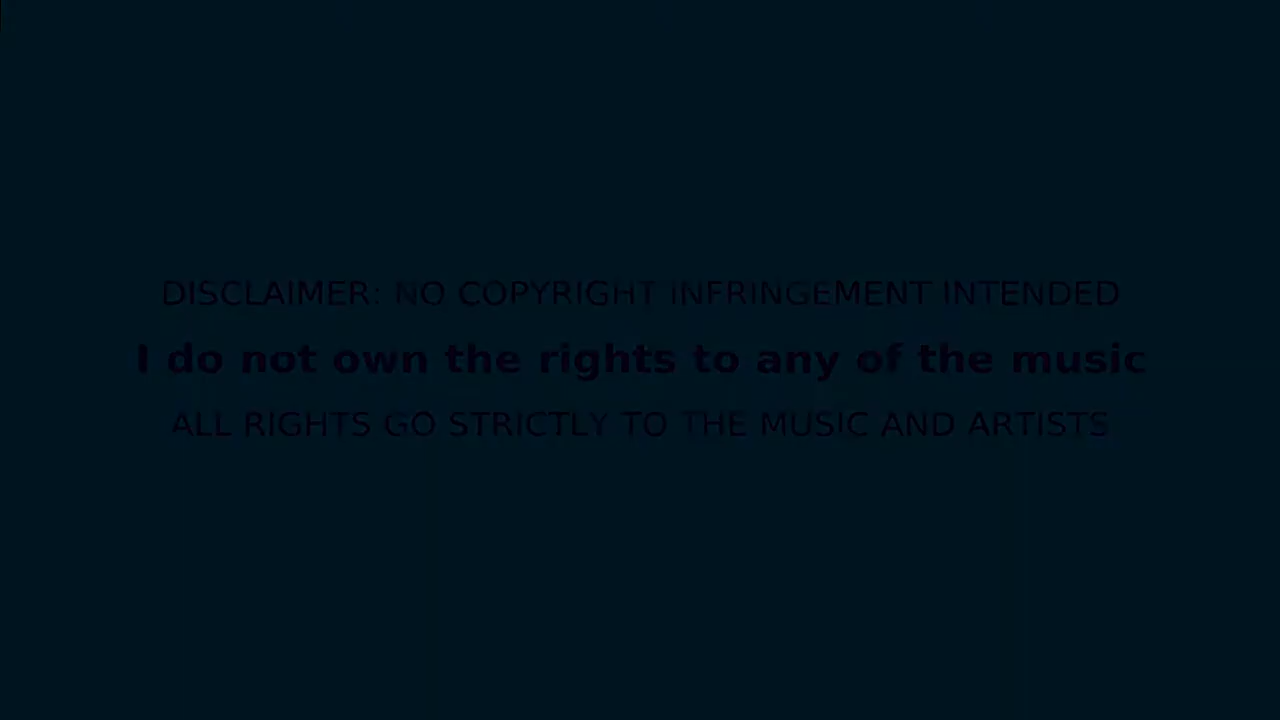 DISCLAIMER: NO COPYRIGHT INFRINGEMENT INTENDED
I do not own the rights to any of the music
ALL RIGHTS GO STRICTLY TO THE MUSIC AND ARTISTS